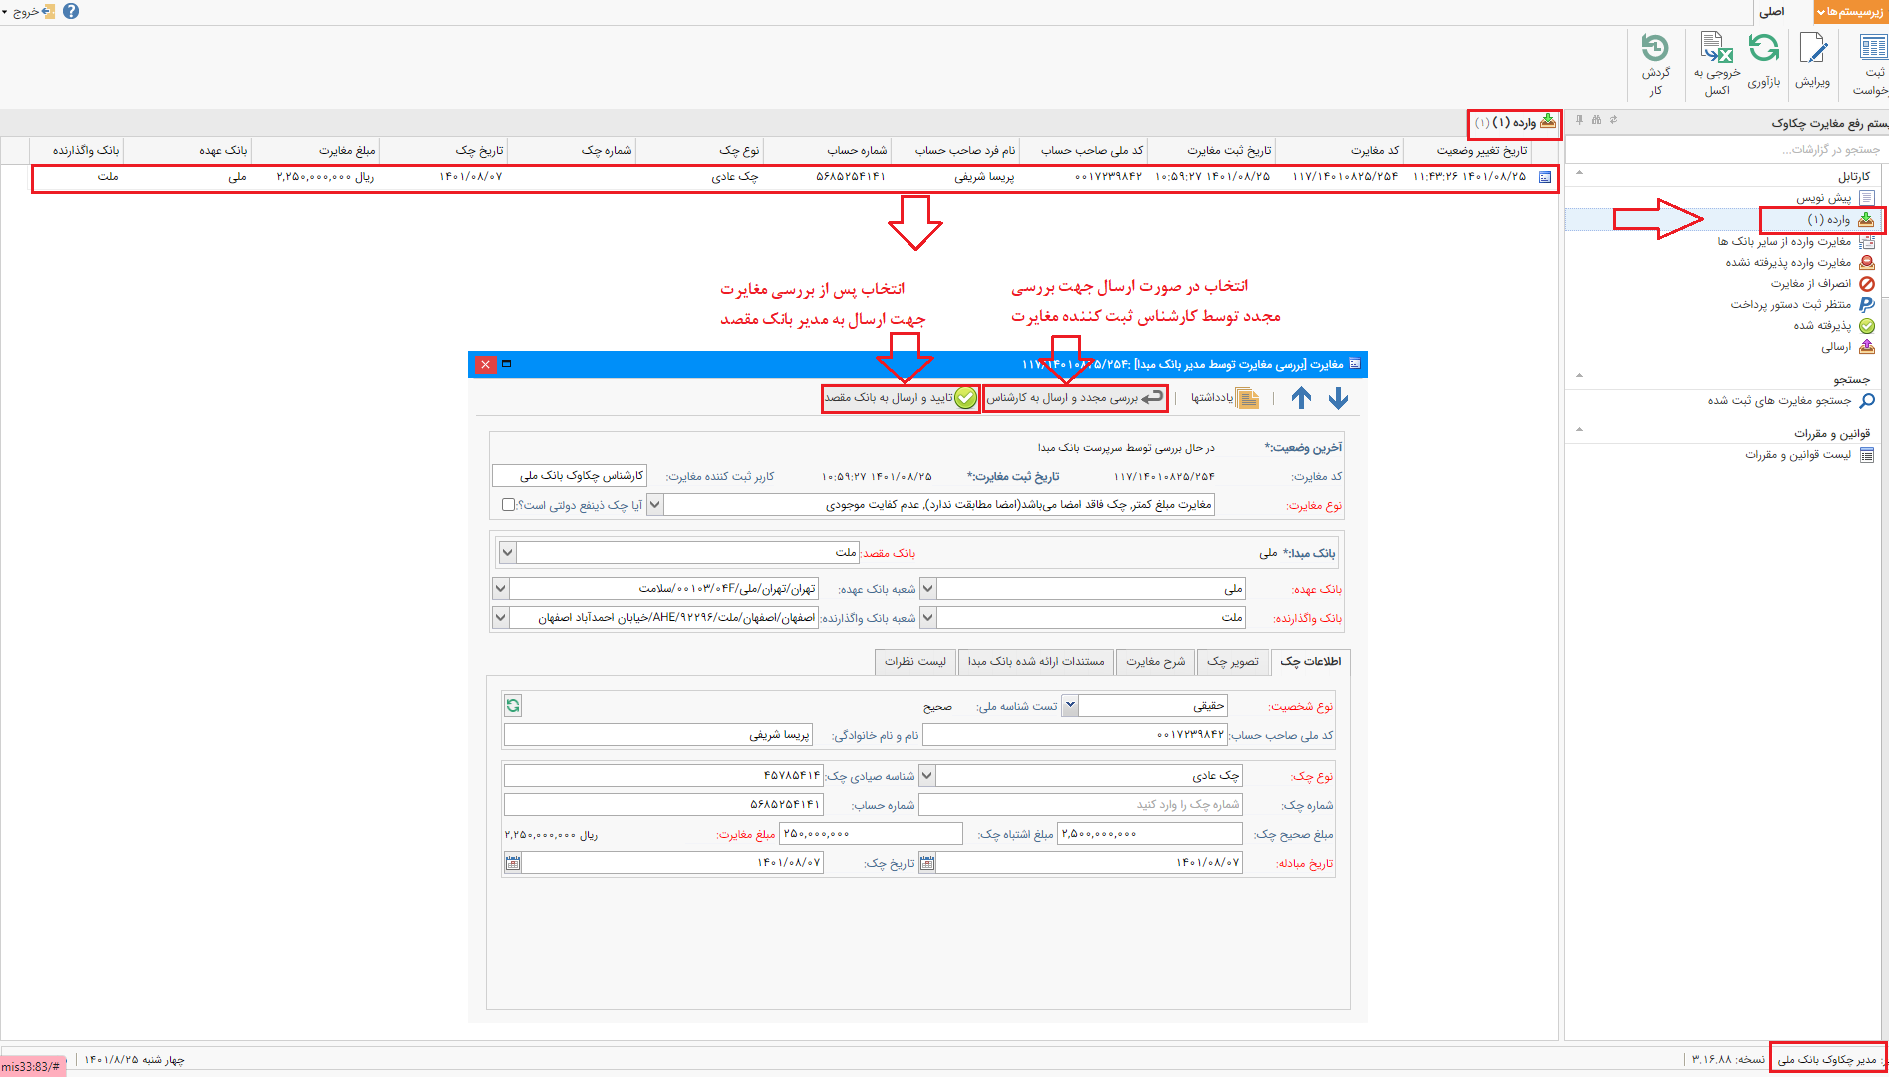 زیرسیستم‌ها
اصلی
خروج
ثبت
ویرایش
بازآوری
خروجی به
اکسل
گردش
کار
رفع مغایرت چکاوک
جستجو در گزارشات...
کارتابل
پیش نویس
وارده (۱)
مغایرت وارده از سایر بانک ها
مغایرت وارده پذیرفته نشده
انصراف از مغایرت
منتظر ثبت دستور پرداخت
پذیرفته شده
ارسالی
جستجو
جستجو مغایرت های ثبت شده
قوانین و مقررات
لیست قوانین و مقررات
وارده (۱) (۱)
تاریخ تغییر وضعیت کد مغایرت تاریخ ثبت مغایرت کد ملی صاحب حساب نام فرد صاحب حساب شماره حساب نوع چک شماره چک تاریخ چک مبلغ مغایرت بانک عهده بانک واگذارنده
۱۴۰۱/۰۸/۲۵ ۱۱:۴۳:۲۶ ۱۱۷/۱۴۰۱۰۸۲۵/۲۵۴ ۱۴۰۱/۰۸/۲۵ ۱۰:۵۹:۲۷ ۰۰۱۷۲۳۹۸۴۲ پریسا شریفی ۵۶۸۵۲۵۴۱۴۱ چک عادی ۱۴۰۱/۰۸/۰۷ ۲,۲۵۰,۰۰۰,۰۰۰ ریال ملی ملت
انتخاب در صورت ارسال جهت بررسی
مجدد توسط کارشناس ثبت کننده مغایرت
انتخاب پس از بررسی مغایرت
جهت ارسال به مدیر بانک مقصد
مغایرت [بررسی مغایرت توسط مدیر بانک مبدا] :۱۱۷/۱۴۰۱۰۸۲۵/۲۵۴
یادداشتها بررسی مجدد و ارسال به کارشناس تایید و ارسال به بانک مقصد
آخرین وضعیت:* در حال بررسی توسط سرپرست بانک مبدا
کد مغایرت: ۱۱۷/۱۴۰۱۰۸۲۵/۲۵۴ تاریخ ثبت مغایرت:* ۱۴۰۱/۰۸/۲۵ ۱۰:۵۹:۲۷ کاربر ثبت کننده مغایرت: کارشناس چکاوک بانک ملی
نوع مغایرت: مغایرت مبلغ کمتر, چک فاقد امضا می‌باشد(امضا مطابقت ندارد), عدم کفایت موجودی آیا چک ذینفع دولتی است؟:
بانک مبدا:* ملی بانک مقصد: ملت
بانک عهده: ملی شعبه بانک عهده: تهران/تهران/ملی/۰۰۱۰۳/۰۴F/سلامت
بانک واگذارنده: ملت شعبه بانک واگذارنده: اصفهان/اصفهان/ملت/AHE/۹۲۲۹۶/خیابان احمدآباد اصفهان
اطلاعات چک تصویر چک شرح مغایرت مستندات ارائه شده بانک مبدا لیست نظرات
نوع شخصیت: حقیقی تست شناسه ملی: صحیح
کد ملی صاحب حساب: ۰۰۱۷۲۳۹۸۴۲ نام و نام خانوادگی: پریسا شریفی
نوع چک: چک عادی شناسه صیادی چک: ۴۵۷۸۵۴۱۴
شماره چک: شماره چک را وارد کنید شماره حساب: ۵۶۸۵۲۵۴۱۴۱
مبلغ صحیح چک: ۲,۵۰۰,۰۰۰,۰۰۰ مبلغ اشتباه چک: ۲۵۰,۰۰۰,۰۰۰ مبلغ مغایرت: ۲,۲۵۰,۰۰۰,۰۰۰ ریال
تاریخ مبادله: ۱۴۰۱/۰۸/۰۷ تاریخ چک: ۱۴۰۱/۰۸/۰۷
مدیر چکاوک بانک ملی نسخه: ۳.۱۶.۸۸
چهار شنبه ۱۴۰۱/۸/۲۵
mis33:83/#